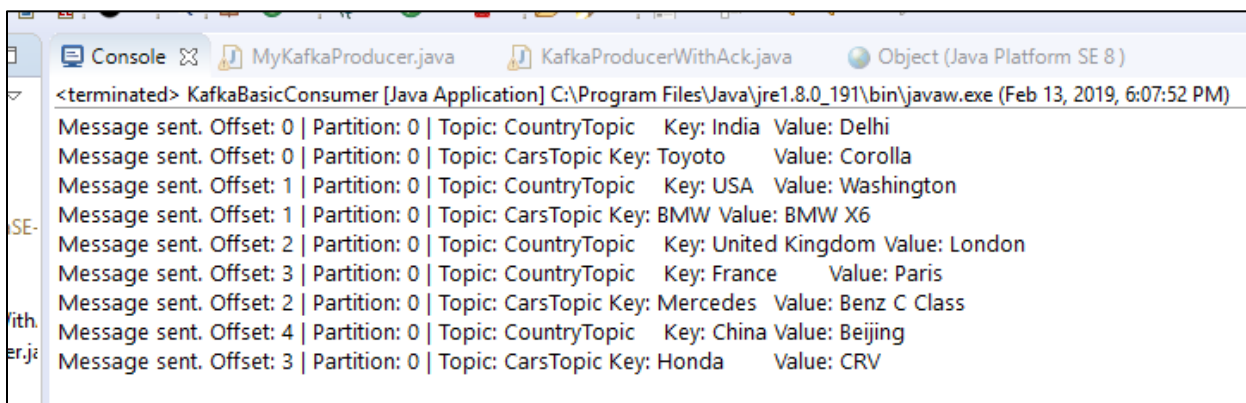 Console MyKafkaProducer.java KafkaProducerWithAck.java Object (Java Platform SE 8 )
<terminated> KafkaBasicConsumer [Java Application] C:\Program Files\Java\jre1.8.0_191\bin\javaw.exe (Feb 13, 2019, 6:07:52 PM)
Message sent. Offset: 0 | Partition: 0 | Topic: CountryTopic Key: India Value: Delhi
Message sent. Offset: 0 | Partition: 0 | Topic: CarsTopic Key: Toyoto Value: Corolla
Message sent. Offset: 1 | Partition: 0 | Topic: CountryTopic Key: USA Value: Washington
Message sent. Offset: 1 | Partition: 0 | Topic: CarsTopic Key: BMW Value: BMW X6
Message sent. Offset: 2 | Partition: 0 | Topic: CountryTopic Key: United Kingdom Value: London
Message sent. Offset: 3 | Partition: 0 | Topic: CountryTopic Key: France Value: Paris
Message sent. Offset: 2 | Partition: 0 | Topic: CarsTopic Key: Mercedes Value: Benz C Class
Message sent. Offset: 4 | Partition: 0 | Topic: CountryTopic Key: China Value: Beijing
Message sent. Offset: 3 | Partition: 0 | Topic: CarsTopic Key: Honda Value: CRV